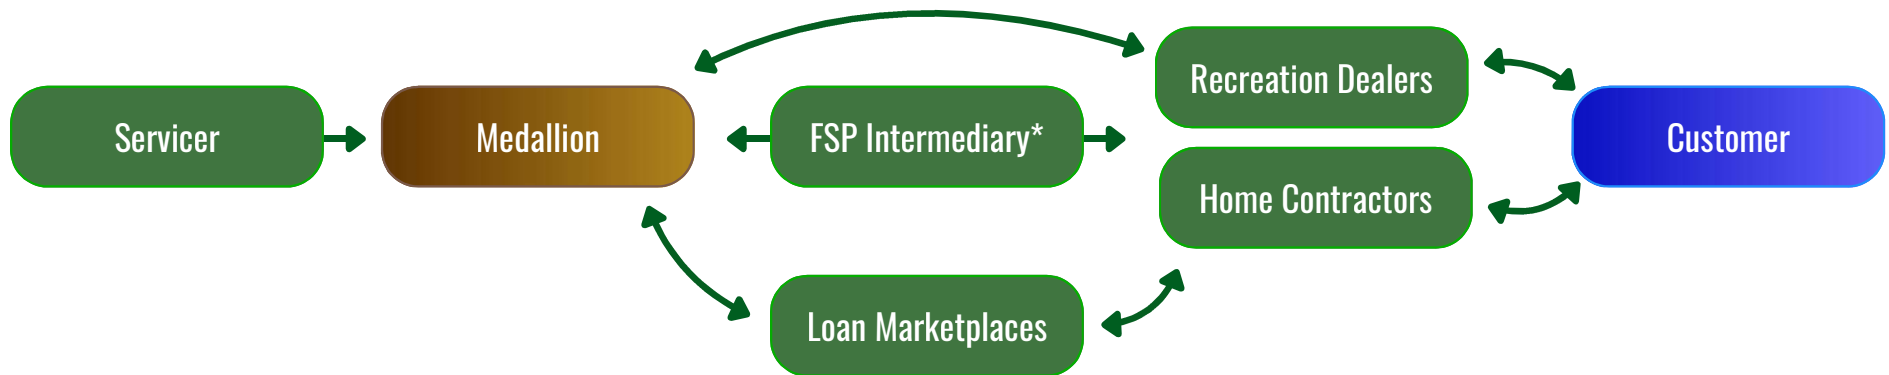 Servicer
Medallion
FSP Intermediary*
Recreation Dealers
Home Contractors
Customer
Loan Marketplaces